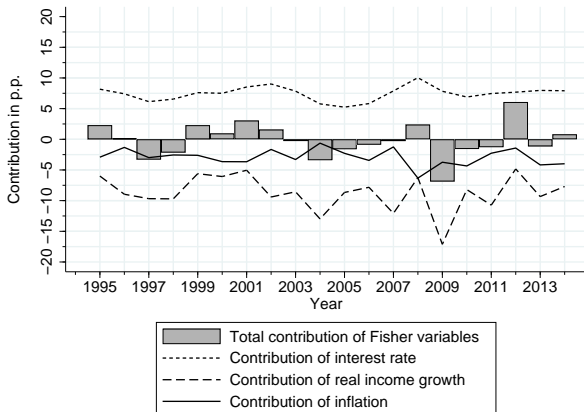 Contribution in p.p.
20
15
10
5
0
−5
−10
−15
−20
1995 1997 1999 2001 2003 2005 2007 2009 2011 2013
Year
Total contribution of Fisher variables
Contribution of interest rate
Contribution of real income growth
Contribution of inflation